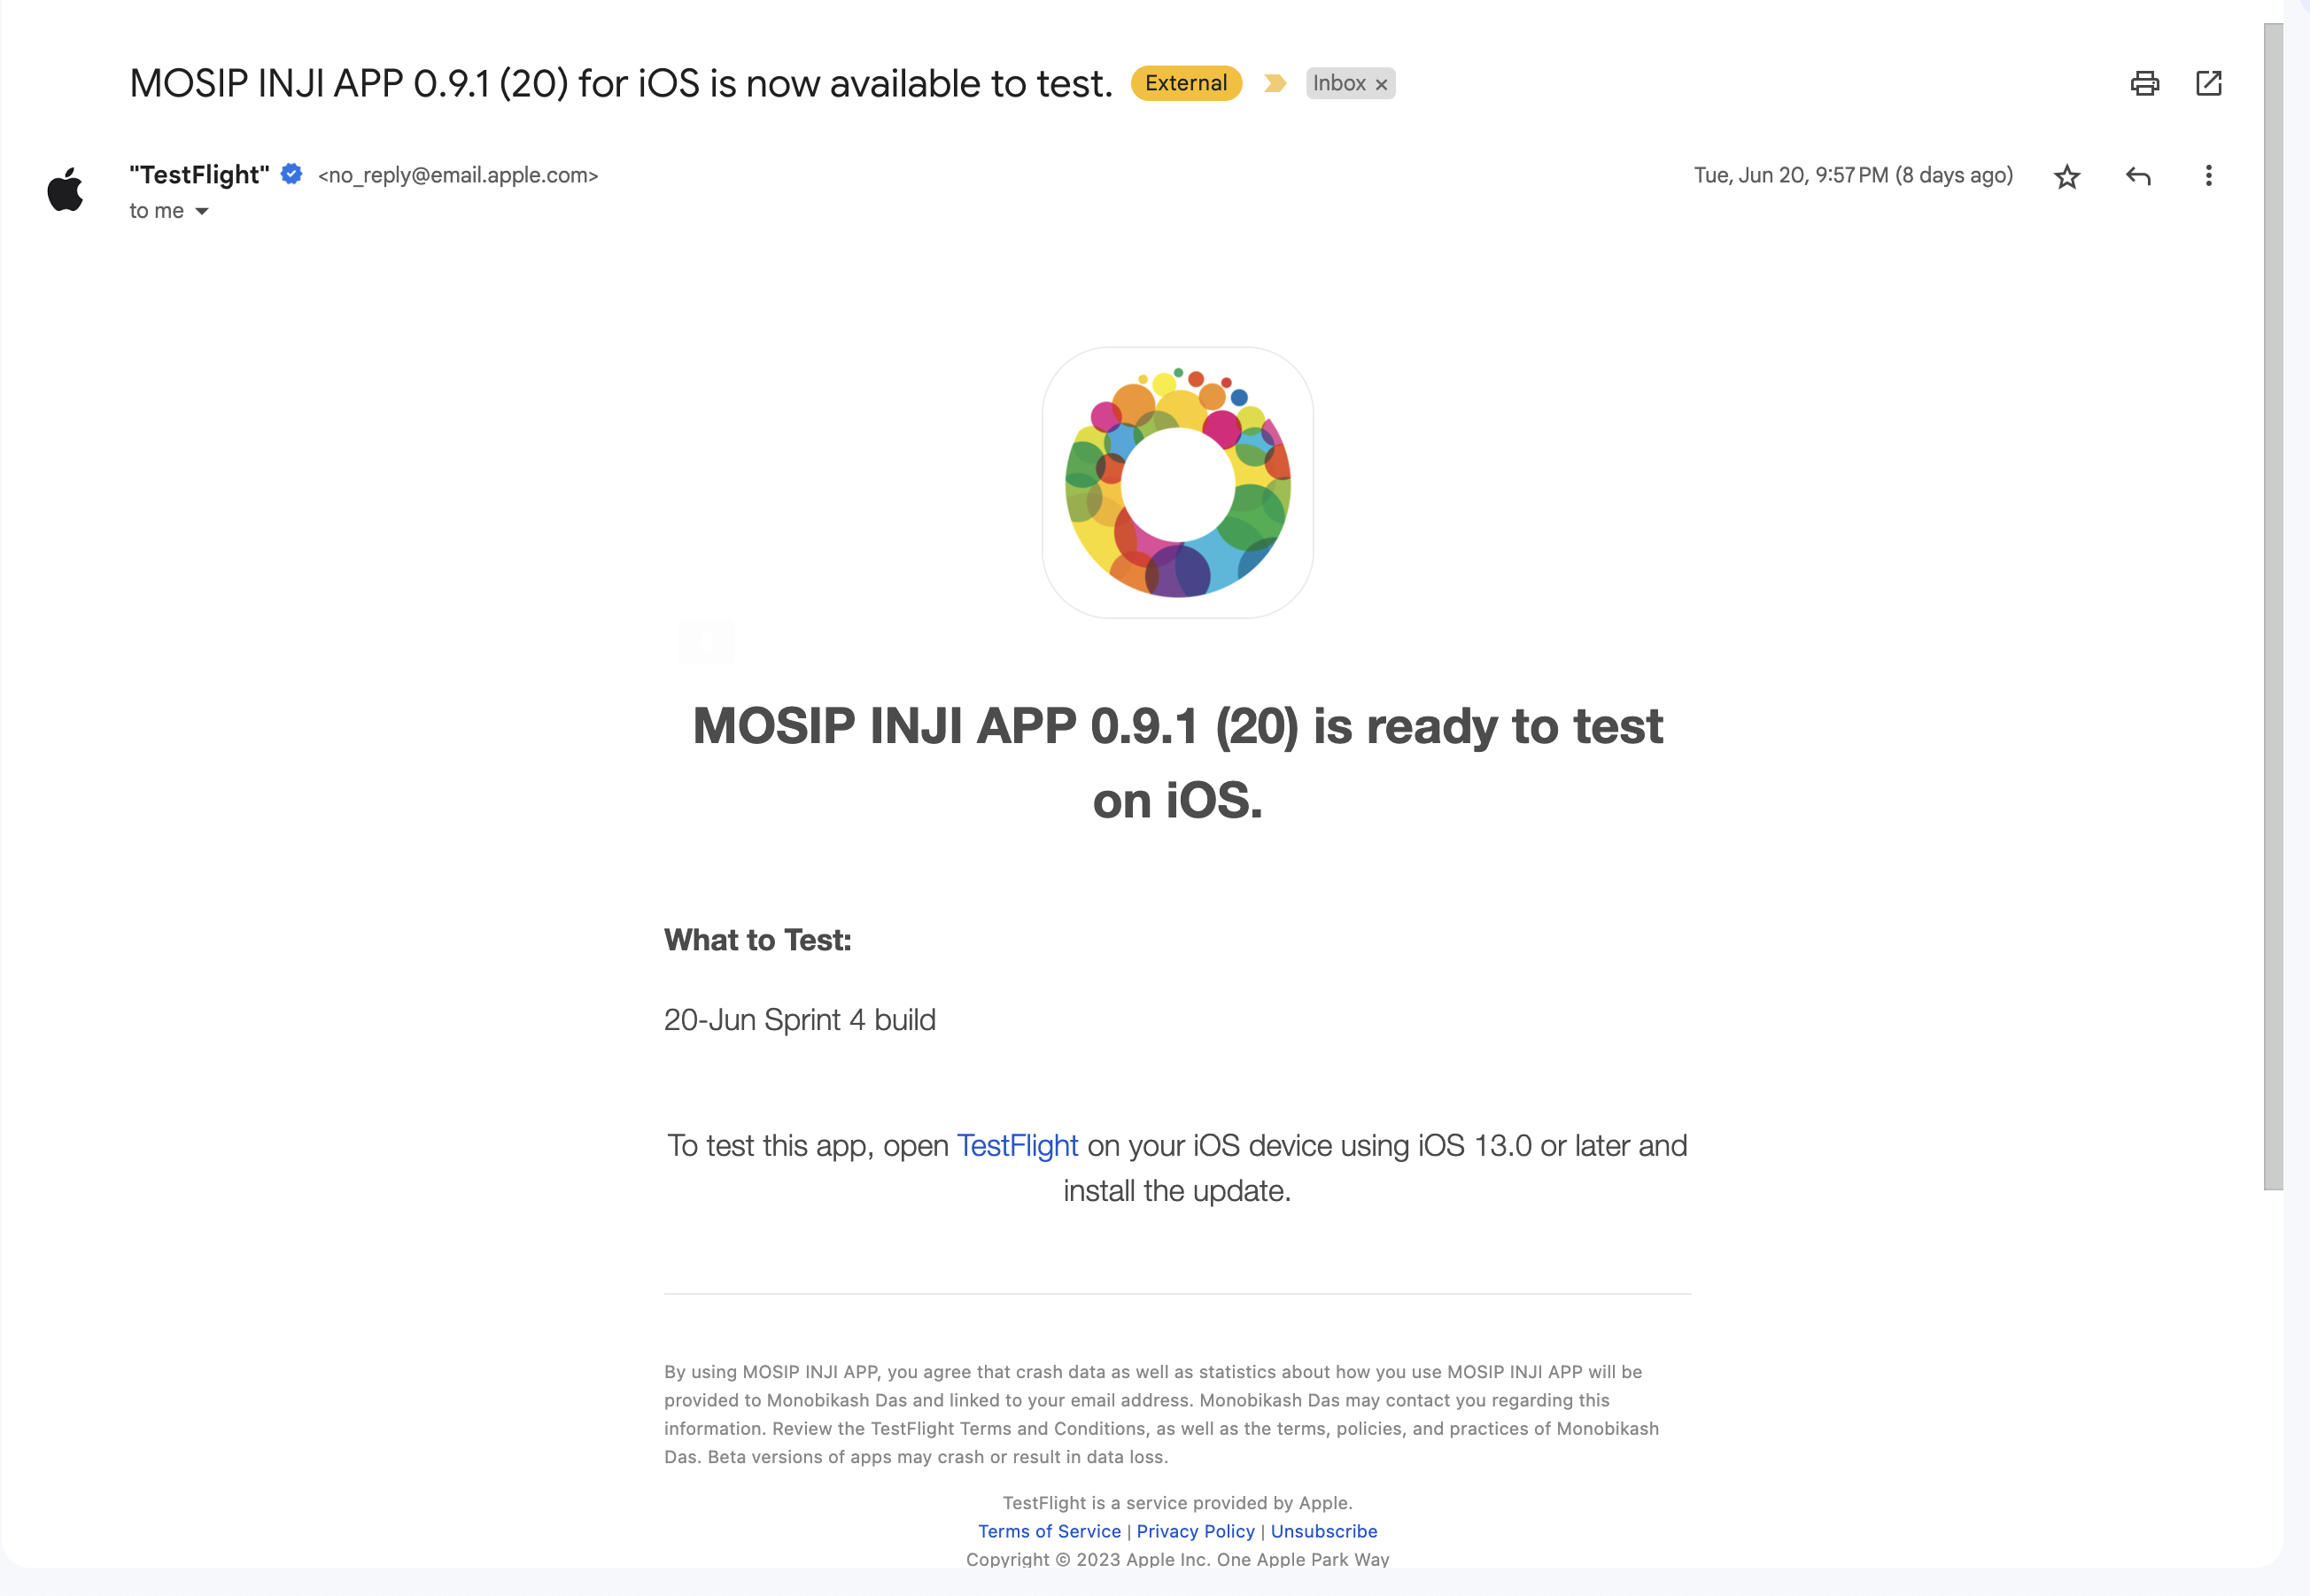 MOSIP INJI APP 0.9.1 (20) for iOS is now available to test. External Inbox ×
"TestFlight" <no_reply@email.apple.com> Tue, Jun 20, 9:57 PM (8 days ago)
to me
MOSIP INJI APP 0.9.1 (20) is ready to test
on iOS.
What to Test:
20-Jun Sprint 4 build
To test this app, open TestFlight on your iOS device using iOS 13.0 or later and
install the update.
By using MOSIP INJI APP, you agree that crash data as well as statistics about how you use MOSIP INJI APP will be
provided to Monobikash Das and linked to your email address. Monobikash Das may contact you regarding this
information. Review the TestFlight Terms and Conditions, as well as the terms, policies, and practices of Monobikash
Das. Beta versions of apps may crash or result in data loss.
TestFlight is a service provided by Apple.
Terms of Service | Privacy Policy | Unsubscribe
Copyright © 2023 Apple Inc. One Apple Park Way